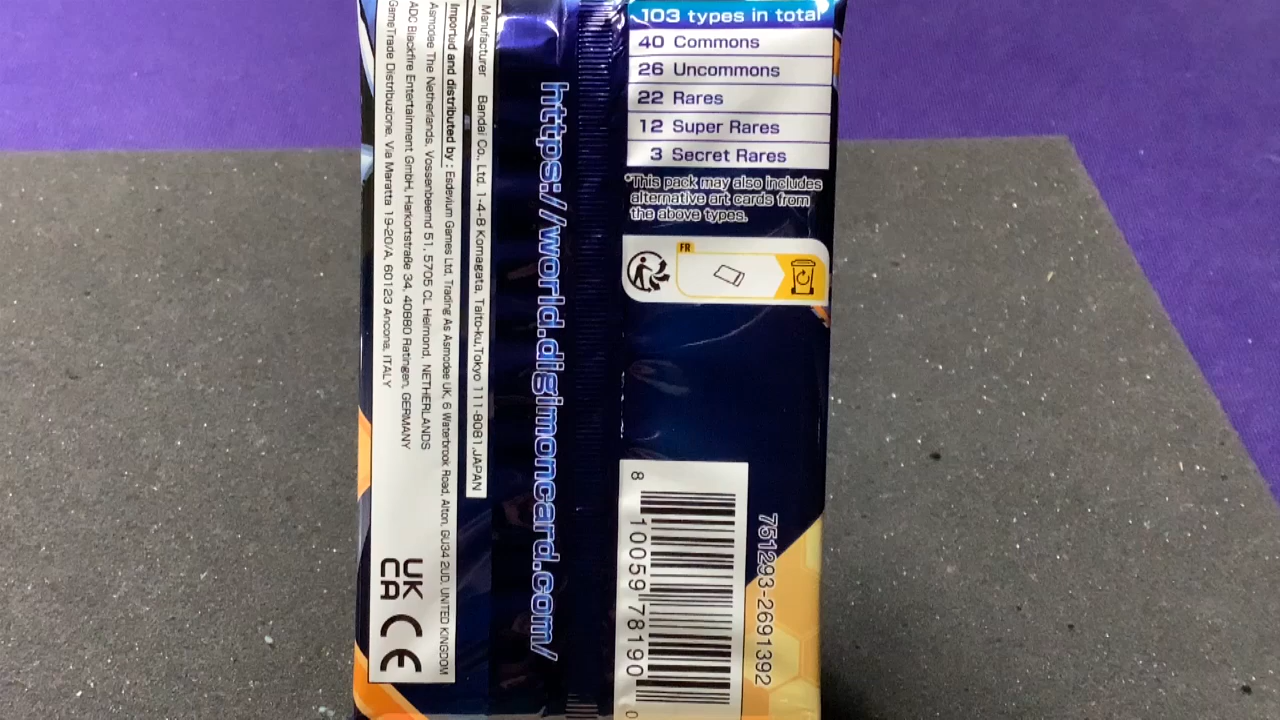 103 types in total
40 Commons
26 Uncommons
22 Rares
12 Super Rares
3 Secret Rares
*This pack may also includes
alternative art cards from
the above types.
FR
https://world.digimoncard.com/
Manufacturer Bandai Co., Ltd. 1-4-8 Komagata, Taito-ku,Tokyo 111-8081,JAPAN
Imported and distributed by : Esdevium Games Ltd, Trading As Asmodee UK, 6 Waterbrook Road, Alton, GU34 2UD, UNITED KINGDOM
Asmodee The Netherlands, Vossenbeemd 51, 5705 CL Helmond, NETHERLANDS
ADC Blackfire Entertainment GmbH, Harkortstraße 34, 40880 Ratingen, GERMANY
GameTrade Distribuzione, Via Maratta 19-20/A, 60123 Ancona, ITALY
UK
CA
CE
751293-2691392
8 10059 78190 0